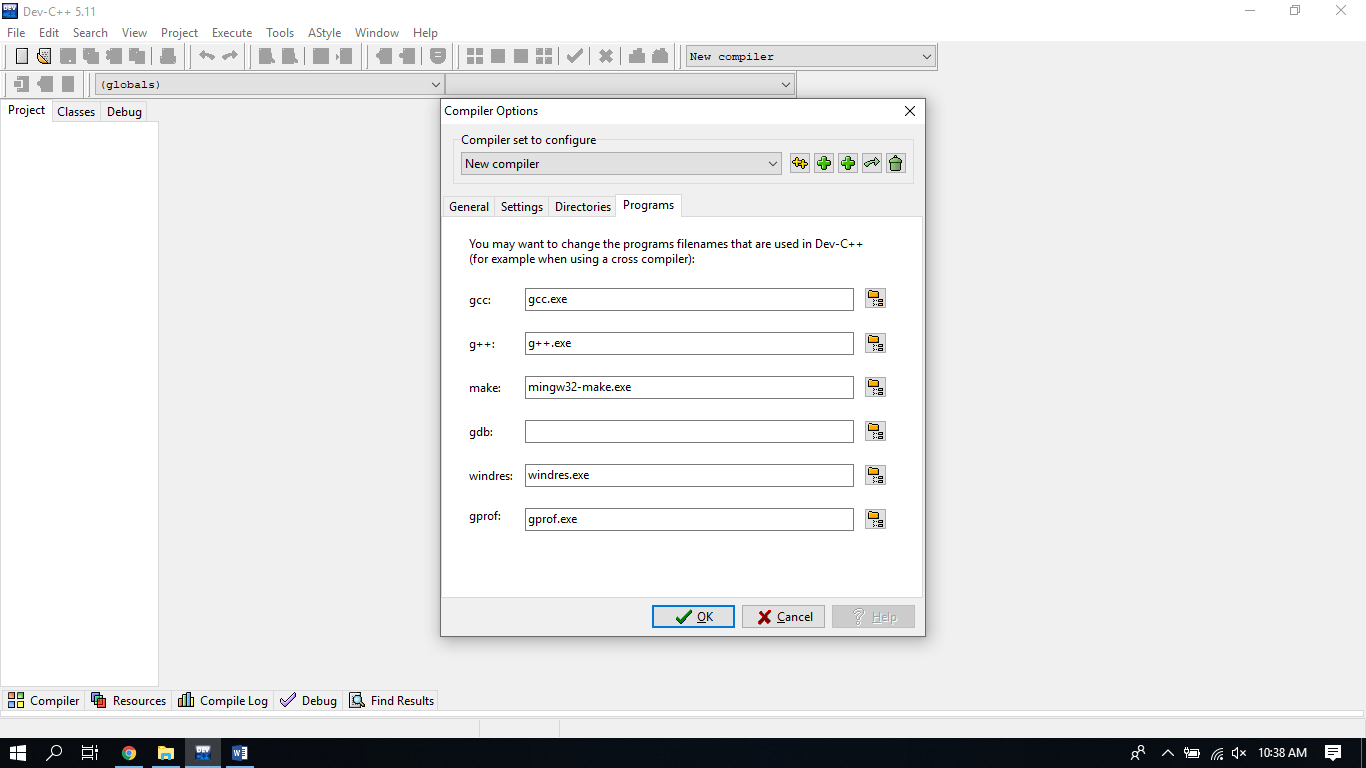 Dev-C++ 5.11
File Edit Search View Project Execute Tools AStyle Window Help
New compiler
(globals)
Project Classes Debug
Compiler Options
Compiler set to configure
New compiler
General Settings Directories Programs
You may want to change the programs filenames that are used in Dev-C++
(for example when using a cross compiler):
gcc: gcc.exe
g++: g++.exe
make: mingw32-make.exe
gdb:
windres: windres.exe
gprof: gprof.exe
OK Cancel Help
Compiler Resources Compile Log Debug Find Results
10:38 AM